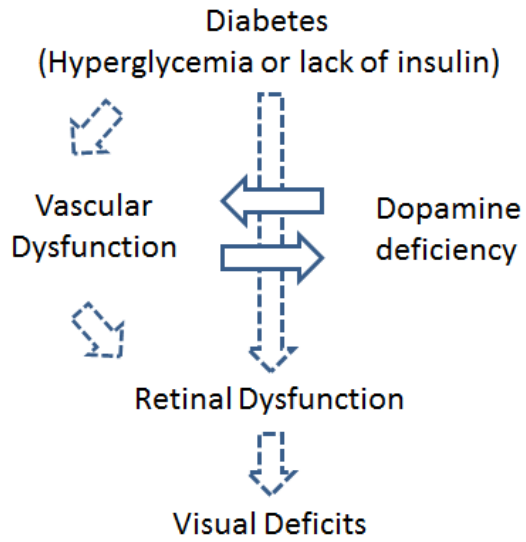 Diabetes
(Hyperglycemia or lack of insulin)
Vascular
Dysfunction
Dopamine
deficiency
Retinal Dysfunction
Visual Deficits